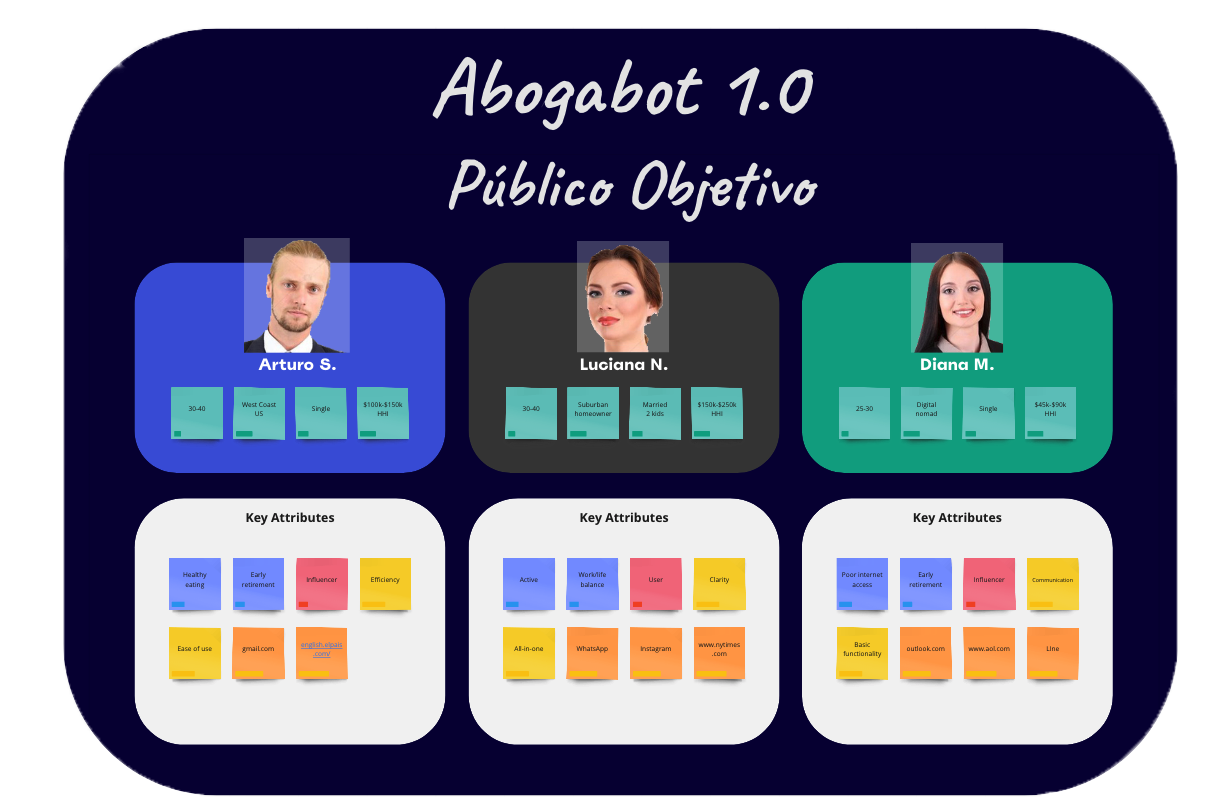 Abogabot 1.0
Público Objetivo
Arturo S.
30-40
West Coast
US
Single
$100k-$150k
HHI
Luciana N.
30-40
Suburban
homeowner
Married
2 kids
$150k-$250k
HHI
Diana M.
25-30
Digital
nomad
Single
$45k-$90k
HHI
Key Attributes
Healthy
eating
Early
retirement
Influencer
Efficiency
Ease of use
gmail.com
english.elpais
.com/
Key Attributes
Active
Work/life
balance
User
Clarity
All-in-one
WhatsApp
Instagram
www.nytimes
.com
Key Attributes
Poor internet
access
Early
retirement
Influencer
Communication
Basic
functionality
outlook.com
www.aol.com
LIne